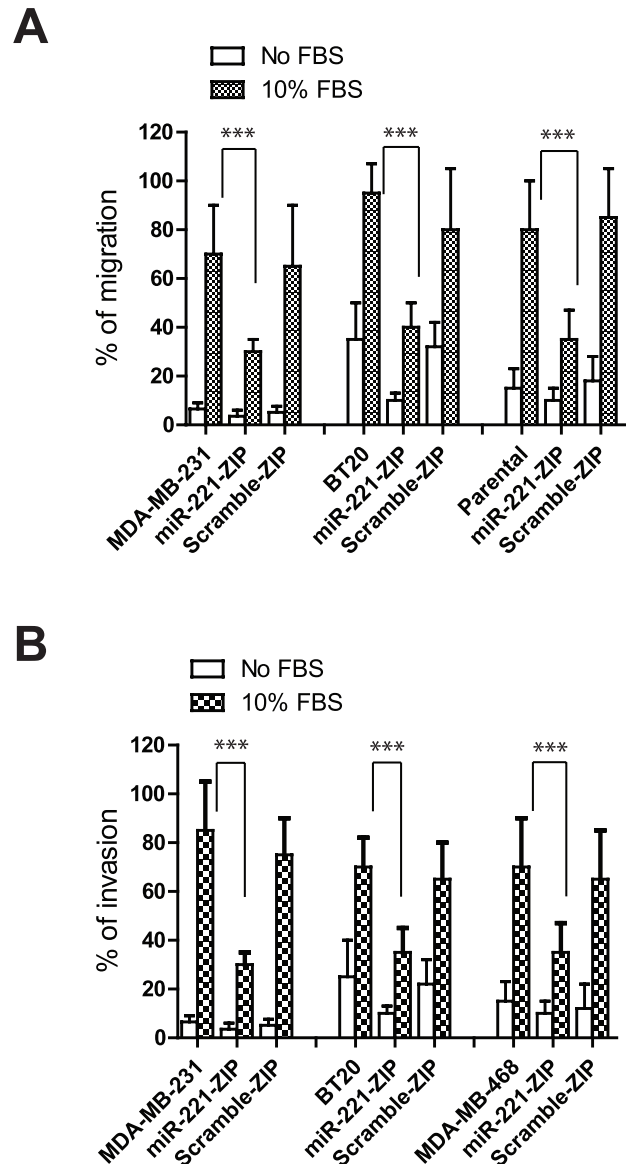 A
No FBS
10% FBS
120
100
80
60
40
20
0
% of migration
***
***
***
MDA-MB-231
miR-221-ZIP
Scramble-ZIP
BT20
miR-221-ZIP
Scramble-ZIP
Parental
miR-221-ZIP
Scramble-ZIP
B
No FBS
10% FBS
120
100
80
60
40
20
0
% of invasion
***
***
***
MDA-MB-231
miR-221-ZIP
Scramble-ZIP
BT20
miR-221-ZIP
Scramble-ZIP
MDA-MB-468
miR-221-ZIP
Scramble-ZIP